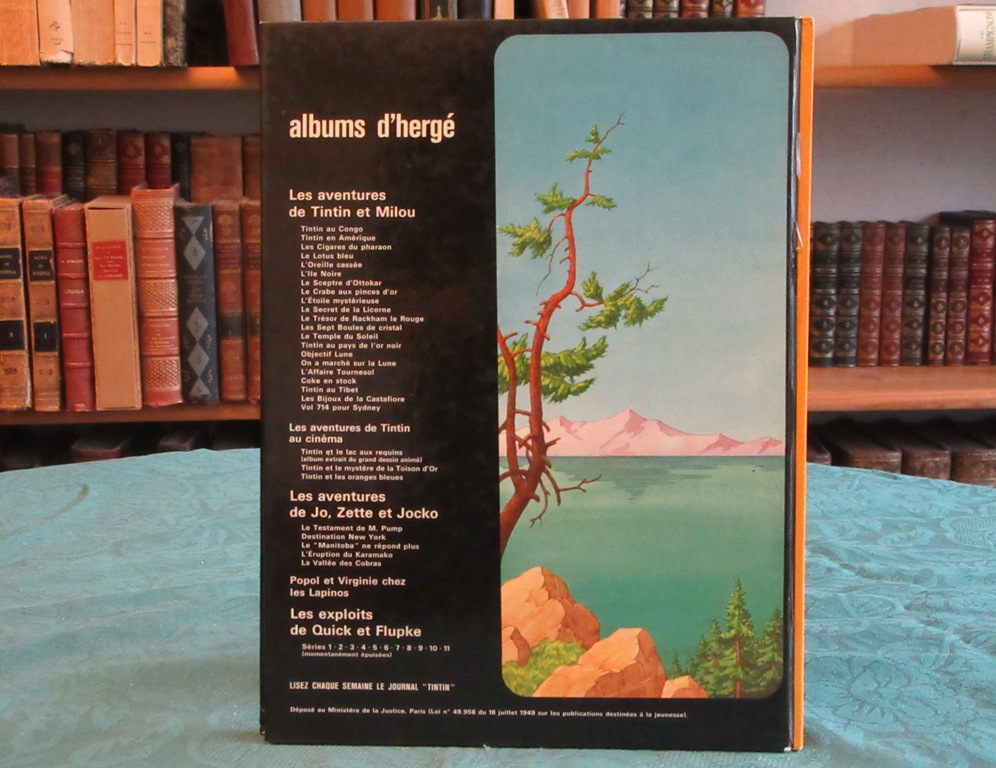 albums d'hergé
Les aventures
de Tintin et Milou
Tintin au Congo
Tintin en Amérique
Les Cigares du pharaon
Le Lotus bleu
L'Oreille cassée
L'Ile Noire
Le Sceptre d'Ottokar
Le Crabe aux pinces d'or
L'Étoile mystérieuse
Le Secret de la Licorne
Le Trésor de Rackham le Rouge
Les Sept Boules de cristal
Le Temple du Soleil
Tintin au pays de l'or noir
Objectif Lune
On a marché sur la Lune
L'Affaire Tournesol
Coke en stock
Tintin au Tibet
Les Bijoux de la Castafiore
Vol 714 pour Sydney
Les aventures de Tintin
au cinéma
Tintin et le lac aux requins
(album extrait du grand dessin animé)
Tintin et le mystère de la Toison d'Or
Tintin et les oranges bleues
Les aventures
de Jo, Zette et Jocko
Le Testament de M. Pump
Destination New York
Le "Manitoba" ne répond plus
L'Éruption du Karamako
La Vallée des Cobras
Popol et Virginie chez
les Lapinos
Les exploits
de Quick et Flupke
Séries 1 - 2 - 3 - 4 - 5 - 6 - 7 - 8 - 9 - 10 - 11
(momentanément épuisées)
LISEZ CHAQUE SEMAINE LE JOURNAL "TINTIN"
Déposé au Ministère de la Justice, Paris (Loi n° 49.956 du 16 juillet 1949 sur les publications destinées à la jeunesse).